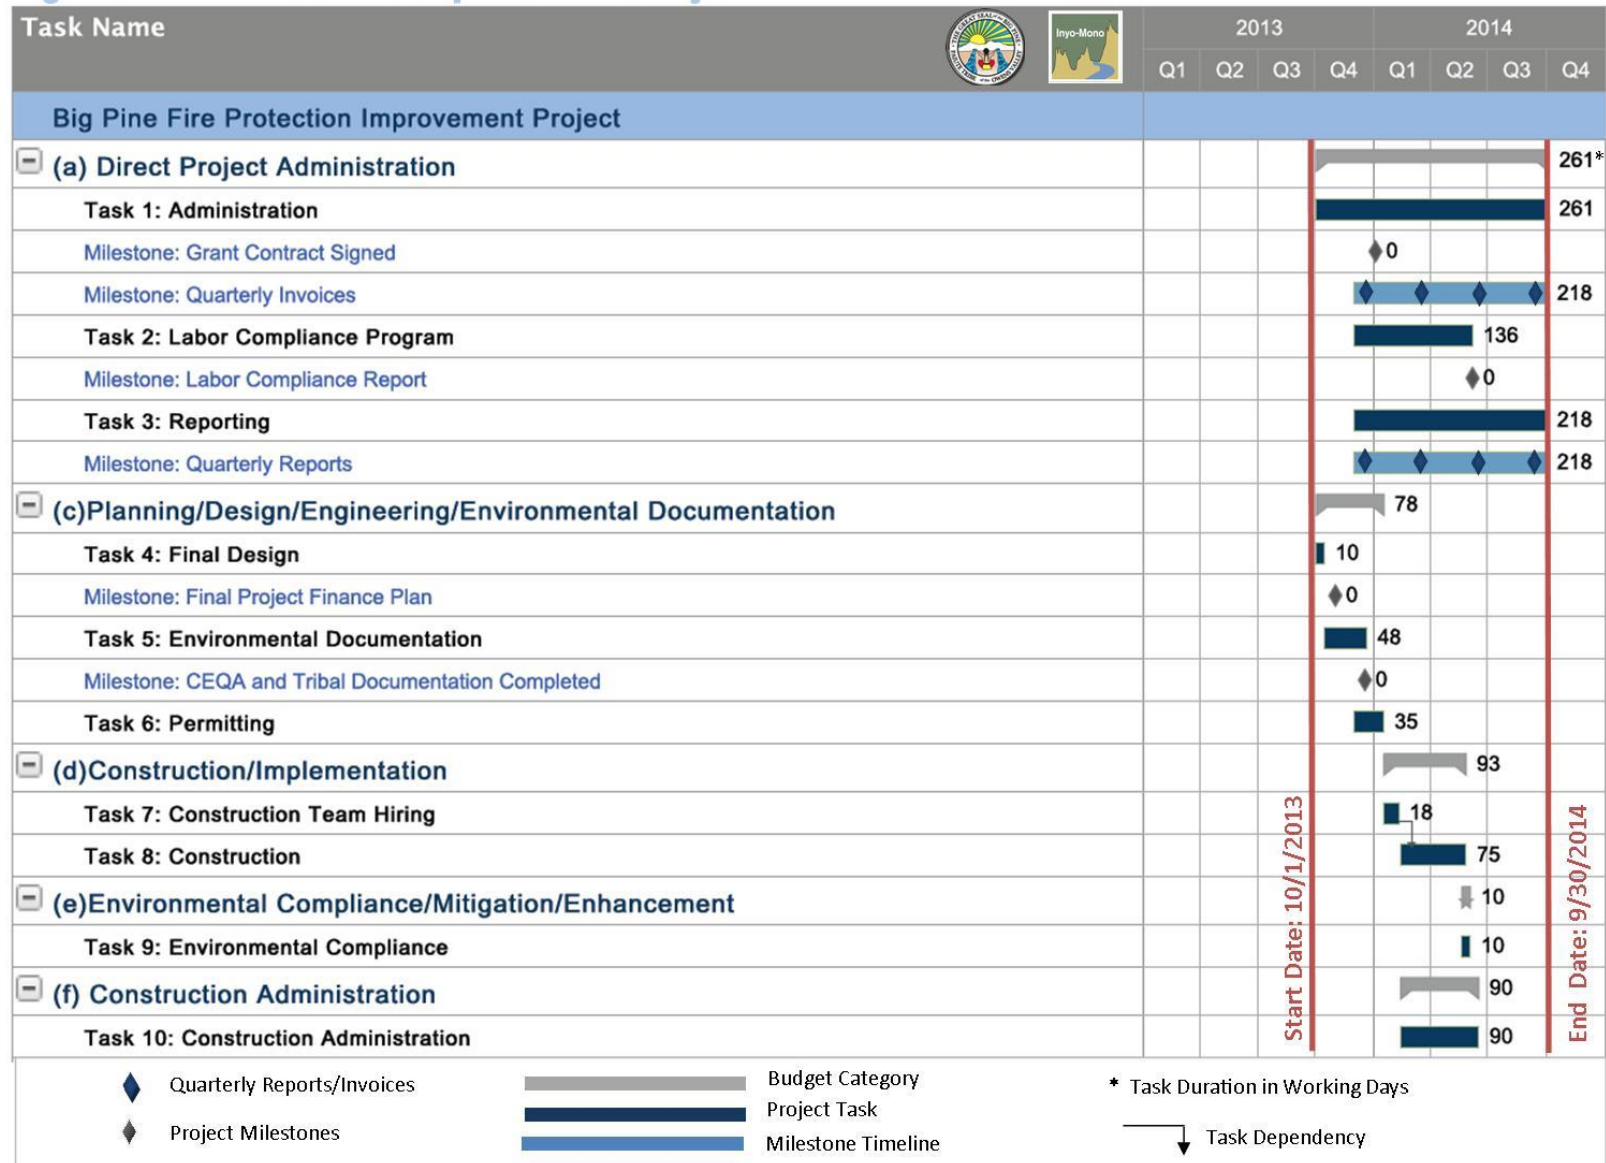 Task Name
Inyo-Mono
2013 2014
Q1 Q2 Q3 Q4 Q1 Q2 Q3 Q4
Big Pine Fire Protection Improvement Project
(a) Direct Project Administration 261*
Task 1: Administration 261
Milestone: Grant Contract Signed 0
Milestone: Quarterly Invoices 218
Task 2: Labor Compliance Program 136
Milestone: Labor Compliance Report 0
Task 3: Reporting 218
Milestone: Quarterly Reports 218
(c)Planning/Design/Engineering/Environmental Documentation 78
Task 4: Final Design 10
Milestone: Final Project Finance Plan 0
Task 5: Environmental Documentation 48
Milestone: CEQA and Tribal Documentation Completed 0
Task 6: Permitting 35
(d)Construction/Implementation 93
Task 7: Construction Team Hiring 18
Task 8: Construction 75
(e)Environmental Compliance/Mitigation/Enhancement 10
Task 9: Environmental Compliance 10
(f) Construction Administration 90
Task 10: Construction Administration 90
Start Date: 10/1/2013
End Date: 9/30/2014
Quarterly Reports/Invoices
Project Milestones
Budget Category
Project Task
Milestone Timeline
* Task Duration in Working Days
Task Dependency